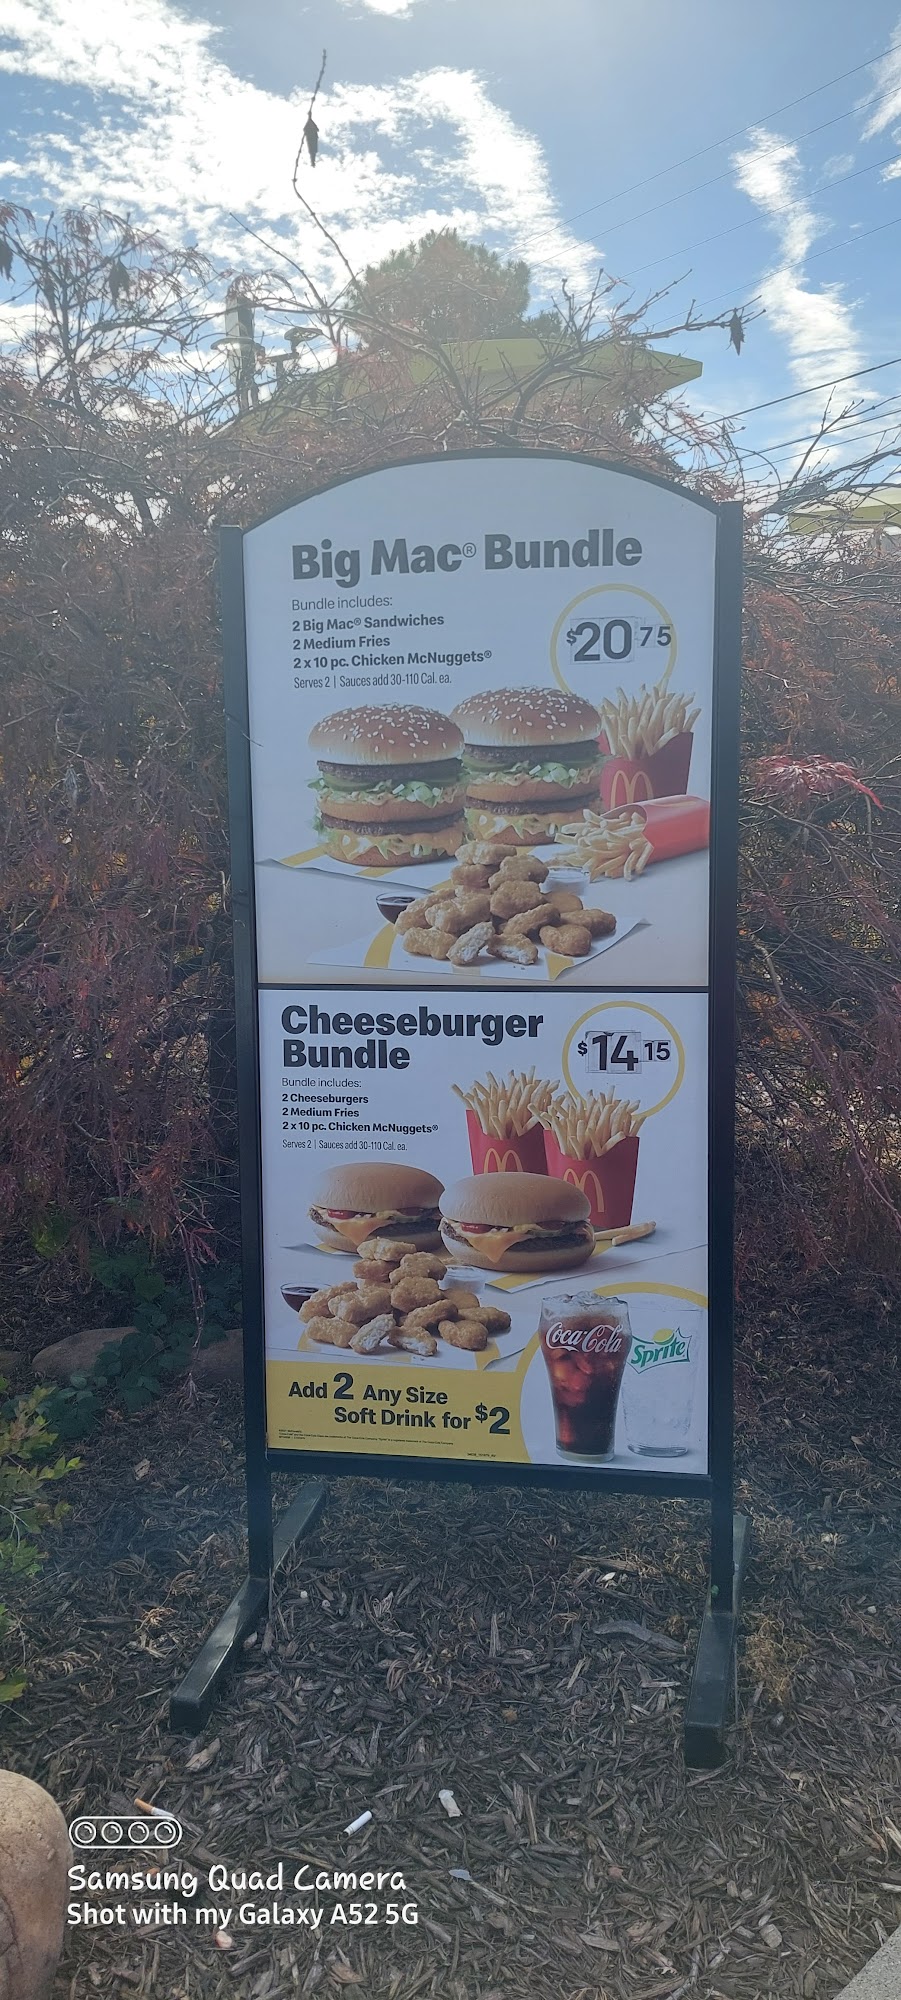 Big Mac® Bundle
Bundle includes:
2 Big Mac® Sandwiches
2 Medium Fries
2 x 10 pc. Chicken McNuggets®
Serves 2 | Sauces add 30-110 Cal. ea.
$20 75
Cheeseburger
Bundle
$14 15
Bundle includes:
2 Cheeseburgers
2 Medium Fries
2 x 10 pc. Chicken McNuggets®
Serves 2 | Sauces add 30-110 Cal. ea.
Coca-Cola
Sprite
Add 2 Any Size
Soft Drink for $2
Samsung Quad Camera
Shot with my Galaxy A52 5G